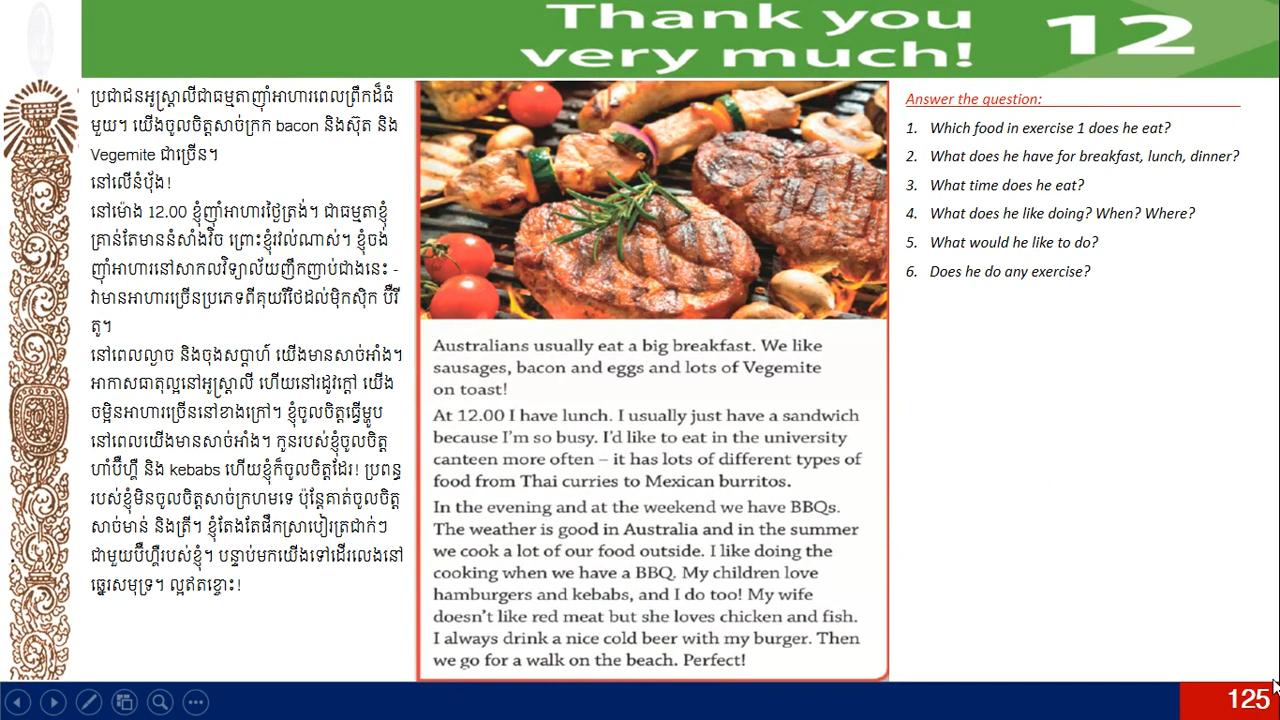 Thank you
very much!
12
ប្រជាជនអូស្ត្រាលីជាធម្មតាញ៉ាំអាហារពេលព្រឹកដ៏ធំ
មួយ។ យើងចូលចិត្តសាច់ក្រក bacon និងស៊ុត និង
Vegemite ជាច្រើន។
នៅលើនំបុ័ង!
នៅម៉ោង 12.00 ខ្ញុំញ៉ាំអាហារថ្ងៃត្រង់។ ជាធម្មតាខ្ញុំ
គ្រាន់តែមាននំសាំងវិច ព្រោះខ្ញុំរវល់ណាស់។ ខ្ញុំចង់
ញ៉ាំអាហារនៅសាកលវិទ្យាល័យញឹកញាប់ជាងនេះ -
វាមានអាហារច្រើនប្រភេទពីគុយរីថៃដល់ម៉ិកស៊ិក ប៊ឺរី
តូ។
នៅពេលល្ងាច និងចុងសប្តាហ៍ យើងមានសាច់អាំង។
អាកាសធាតុល្អនៅអូស្ត្រាលី ហើយនៅរដូវក្តៅ យើង
ចម្អិនអាហារច្រើននៅខាងក្រៅ។ ខ្ញុំចូលចិត្តធ្វើម្ហូប
នៅពេលយើងមានសាច់អាំង។ កូនរបស់ខ្ញុំចូលចិត្ត
ហាំប៊ឺហ្គឺ និង kebabs ហើយខ្ញុំក៏ចូលចិត្តដែរ! ប្រពន្ធ
របស់ខ្ញុំមិនចូលចិត្តសាច់ក្រហមទេ ប៉ុន្តែគាត់ចូលចិត្ត
សាច់មាន់ និងត្រី។ ខ្ញុំតែងតែផឹកស្រាបៀរត្រជាក់ៗ
ជាមួយប៊ឺហ្គឺរបស់ខ្ញុំ។ បន្ទាប់មកយើងទៅដើរលេងនៅ
ឆ្នេរសមុទ្រ។ ល្អឥតខ្ចោះ!
Australians usually eat a big breakfast. We like
sausages, bacon and eggs and lots of Vegemite
on toast!
At 12.00 I have lunch. I usually just have a sandwich
because I'm so busy. I'd like to eat in the university
canteen more often – it has lots of different types of
food from Thai curries to Mexican burritos.
In the evening and at the weekend we have BBQs.
The weather is good in Australia and in the summer
we cook a lot of our food outside. I like doing the
cooking when we have a BBQ. My children love
hamburgers and kebabs, and I do too! My wife
doesn't like red meat but she loves chicken and fish.
I always drink a nice cold beer with my burger. Then
we go for a walk on the beach. Perfect!
Answer the question:
1. Which food in exercise 1 does he eat?
2. What does he have for breakfast, lunch, dinner?
3. What time does he eat?
4. What does he like doing? When? Where?
5. What would he like to do?
6. Does he do any exercise?
125